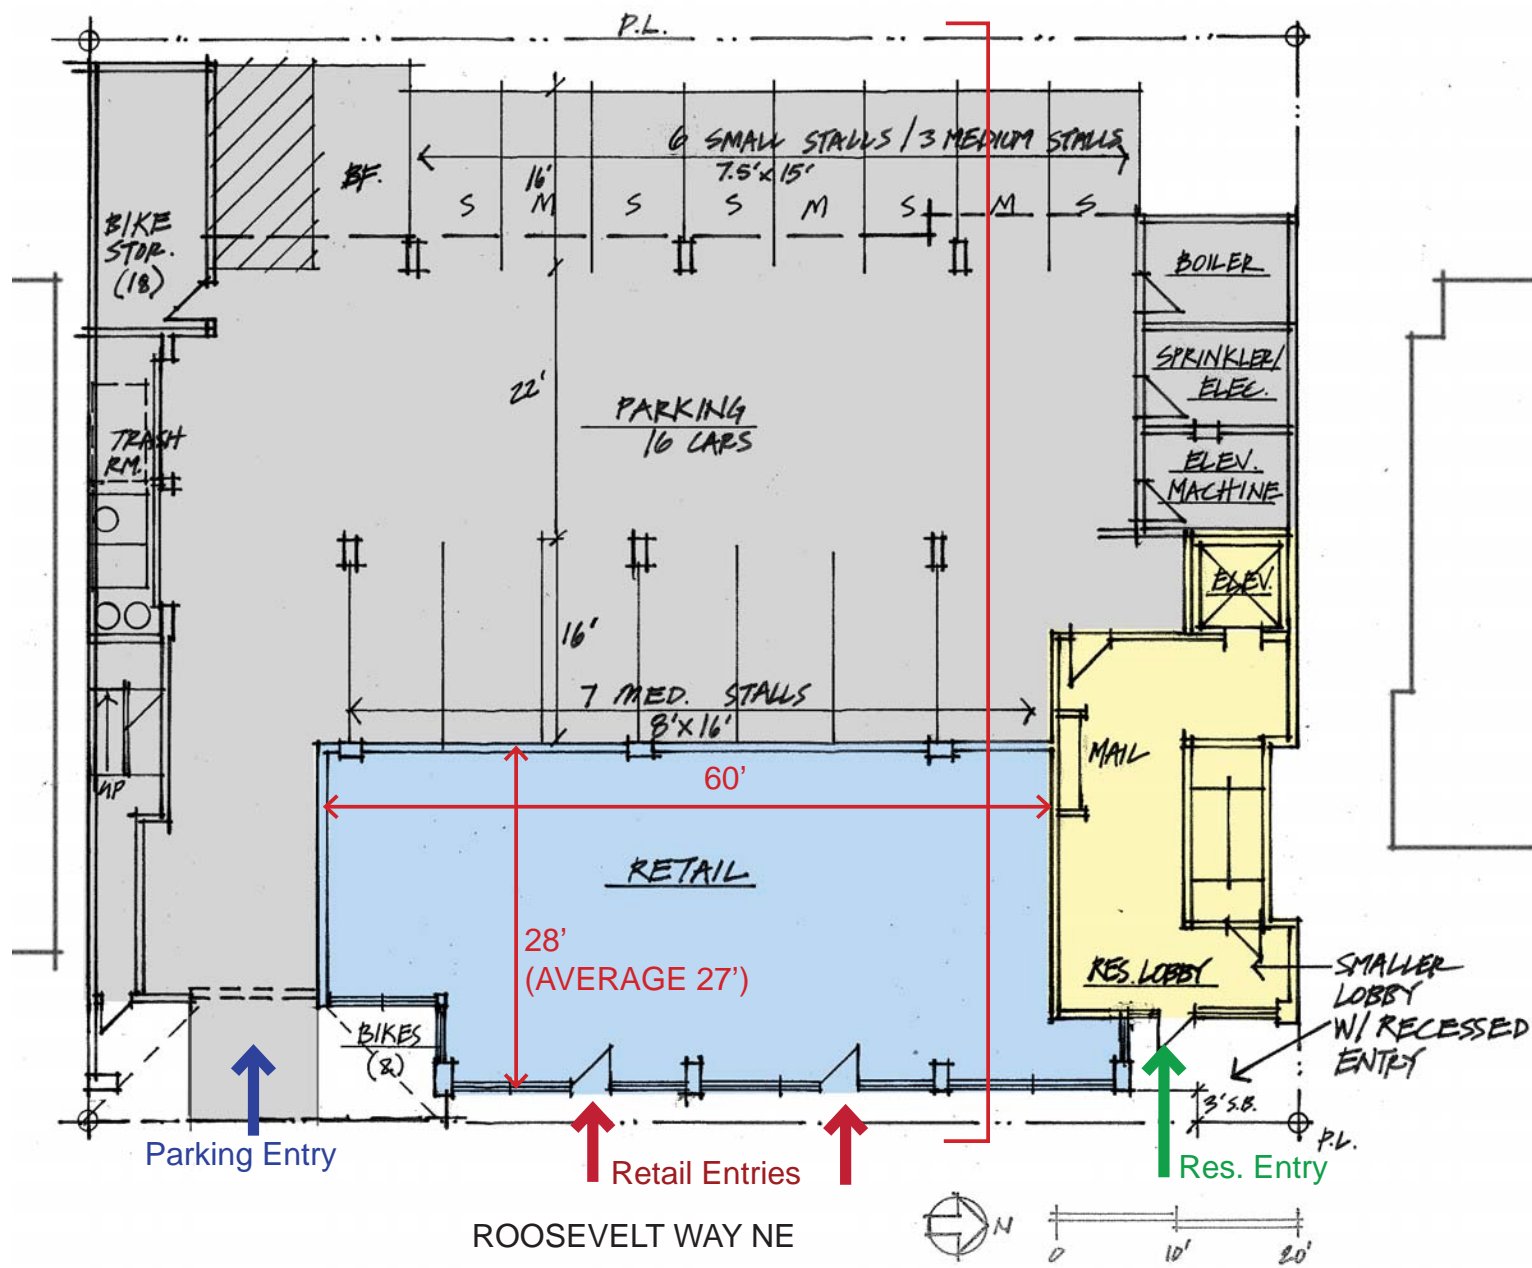 P.L.
6 SMALL STALLS / 3 MEDIUM STALLS
7.5' x 15'
BF.
16'
S M S S M S M S
BIKE
STOR.
(18)
BOILER
SPRINKLER/
ELEC.
22'
PARKING
16 CARS
TRASH
RM.
ELEV.
MACHINE
ELEV.
16'
7 MED. STALLS
8' x 16'
UP
MAIL
60'
RETAIL
28'
(AVERAGE 27')
RES. LOBBY
SMALLER
LOBBY
W/ RECESSED
ENTRY
BIKES
(8)
3' S.B.
P.L.
Parking Entry
Retail Entries
Res. Entry
ROOSEVELT WAY NE
N
0 10' 20'